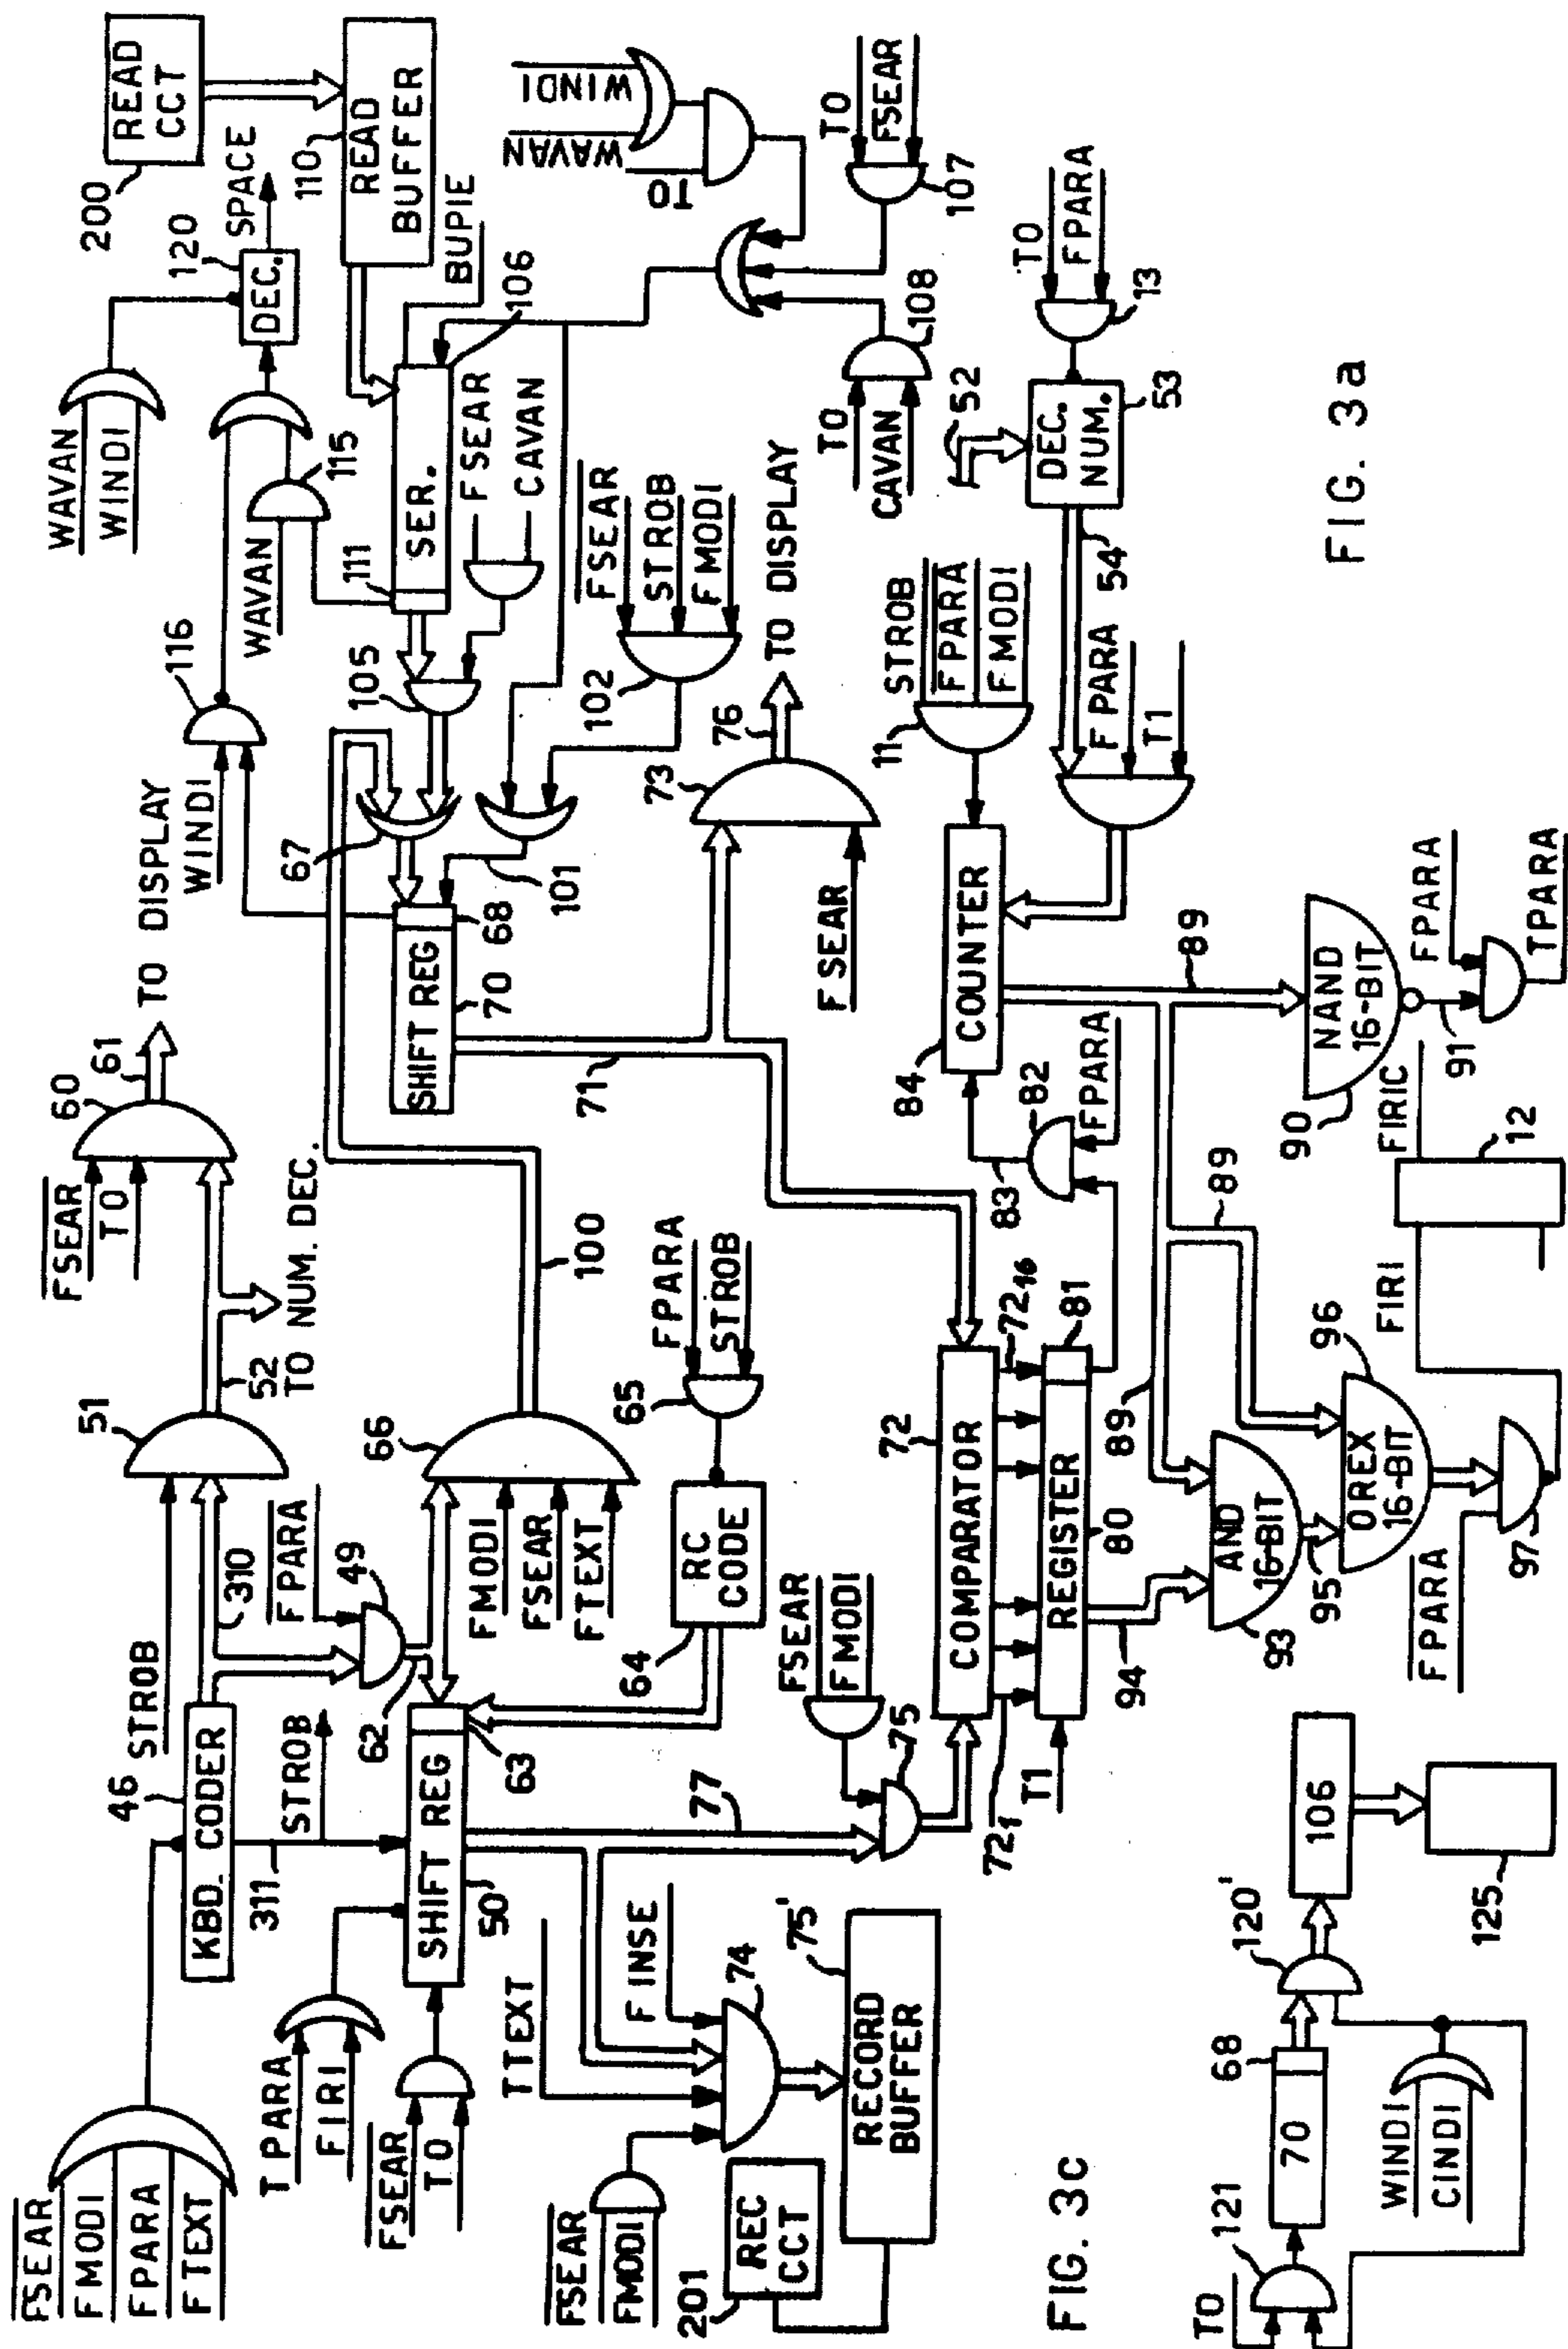 FSEAR
FMODI
FPARA
FTEXT
46
KBD. CODER
STROB
310
311
STROB
51
52
TO NUM. DEC.
FSEAR
TO
60
61
TO DISPLAY
FPARA
49
62
TPARA
FIRI
FSEAR
TO
SHIFT REG
50
63
64
RC CODE
65
FPARA
STROB
66
FMODI
FSEAR
FTEXT
100
67
SHIFT REG
70
68
71
101
WINDI
116
WAVAN
115
WAVAN
WINDI
120
DEC.
SPACE
200
READ CCT
110
READ BUFFER
BUPIE
111
SER.
106
105
FSEAR
CAVAN
FSEAR
STROB
FMODI
102
73
76
TO DISPLAY
FSEAR
TO
WAVAN
WINDI
TO
FSEAR
107
TO
CAVAN
108
77
TTEXT
FINSE
74
FSEAR
FMODI
201
REC CCT
75'
RECORD BUFFER
FSEAR
FMODI
75
72
COMPARATOR
72₁
72₁₆
T1
REGISTER
80
81
82
83
FPARA
84
COUNTER
11
STROB
FPARA
FMODI
52
DEC. NUM.
53
54
TO
FPARA
13
FPARA
T1
89
89
89
94
93
AND 16-BIT
95
OREX 16-BIT
96
FPARA
97
FIRI
12
FIRIC
90
NAND 16-BIT
91
FPARA
TPARA
FIG. 3a
FIG. 3c
TO
121
70
68
WINDI
CINDI
120'
106
125